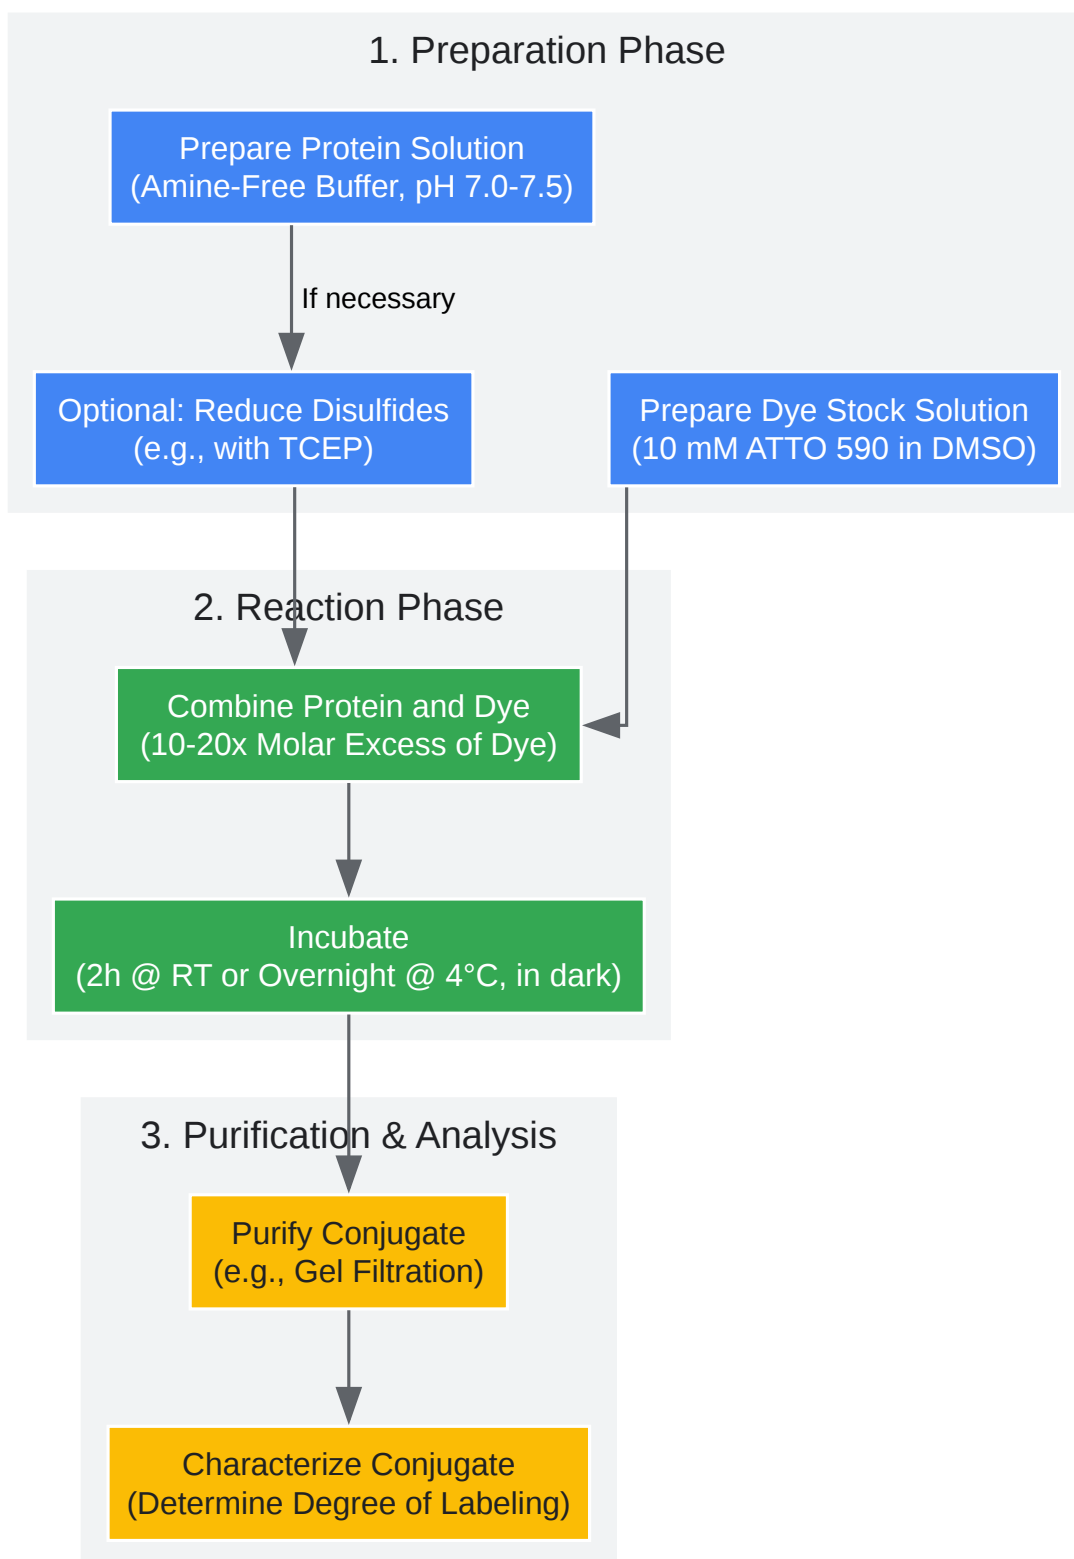 1. Preparation Phase
Prepare Protein Solution
(Amine-Free Buffer, pH 7.0-7.5)
If necessary
Optional: Reduce Disulfides
(e.g., with TCEP)
Prepare Dye Stock Solution
(10 mM ATTO 590 in DMSO)
2. Reaction Phase
Combine Protein and Dye
(10-20x Molar Excess of Dye)
Incubate
(2h @ RT or Overnight @ 4°C, in dark)
3. Purification & Analysis
Purify Conjugate
(e.g., Gel Filtration)
Characterize Conjugate
(Determine Degree of Labeling)